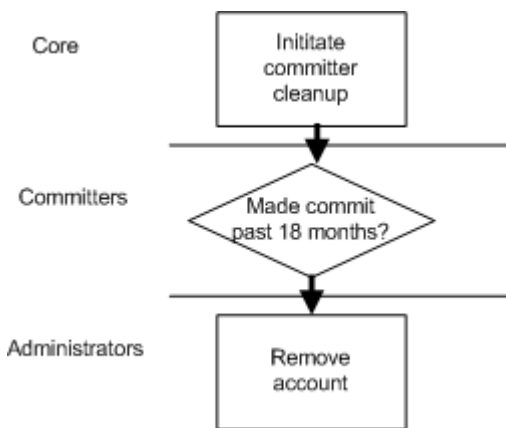 Core
Inititate
committer
cleanup
Committers
Made commit
past 18 months?
Administrators
Remove
account